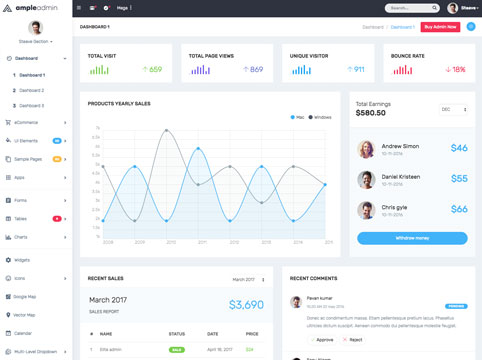 ampleadmin
Mega
Search...
Steave
Steave Section
Dashboard
1 Dashboard 1
2 Dashboard 2
3 Dashboard 3
eCommerce
UI Elements
Sample Pages
Apps
Forms
Tables
Charts
Widgets
Icons
Google Map
Vector Map
Calendar
Multi-Level Dropdown
DASHBOARD 1
Dashboard / Dashboard 1
Buy Admin Now
TOTAL VISIT
↑ 659
TOTAL PAGE VIEWS
↑ 869
UNIQUE VISITOR
↑ 911
BOUNCE RATE
↓ 18%
PRODUCTS YEARLY SALES
Mac Windows
2008 2009 2010 2011 2012 2013 2014
Total Earnings
$580.50
DEC
Andrew Simon
10-11-2016
$46
Daniel Kristeen
10-11-2016
$55
Chris gyle
10-11-2016
$66
Withdraw money
RECENT SALES
March 2017
March 2017
SALES REPORT
$3,690
# NAME STATUS DATE PRICE
1 Elite admin SALE April 18, 2017 $24
RECENT COMMENTS
Pavan kumar
Donec ac condimentum massa. Etiam pellentesque pretium lacus. Phasellus
ultricies dictum suscipit. Aenean commodo dui pellentesque molestie feugiat.
Approve Reject